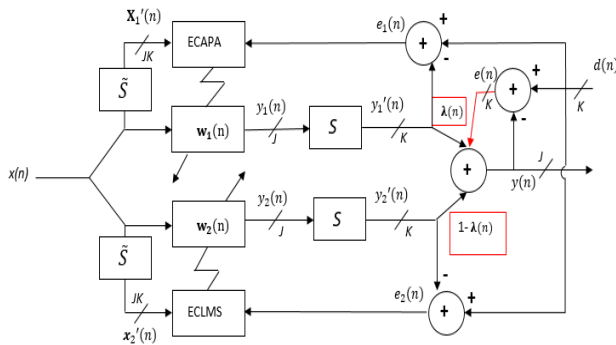 X₁′(n)
JK
ECAPA
e₁(n)
+
+
-
S̃
e(n)
K
+
d(n)
K
-
y₁(n)
J
S
y₁′(n)
K
λ(n)
w₁(n)
x(n)
+
y(n)
J
w₂(n)
y₂(n)
J
S
y₂′(n)
K
1-λ(n)
S̃
-
e₂(n)
+
+
JK
x₂′(n)
ECLMS
+